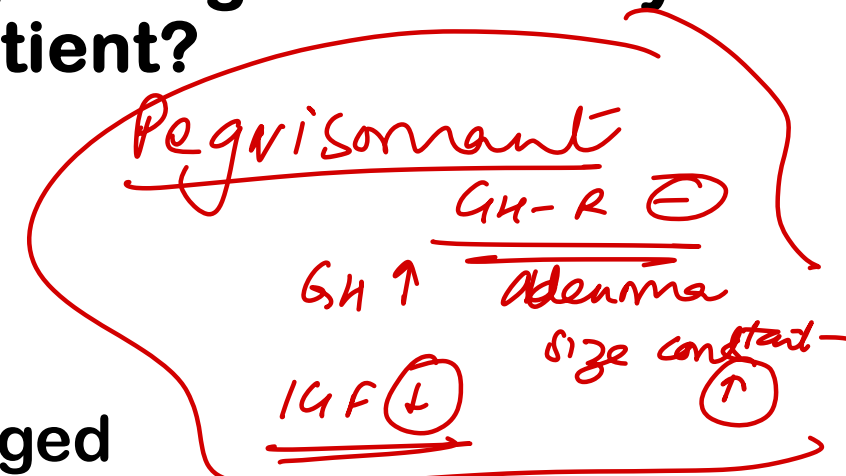 tient?
Pegvisomant
GH-R ⊖
GH ↑ Adenoma
size constant -
↑
IGF ↓
ged